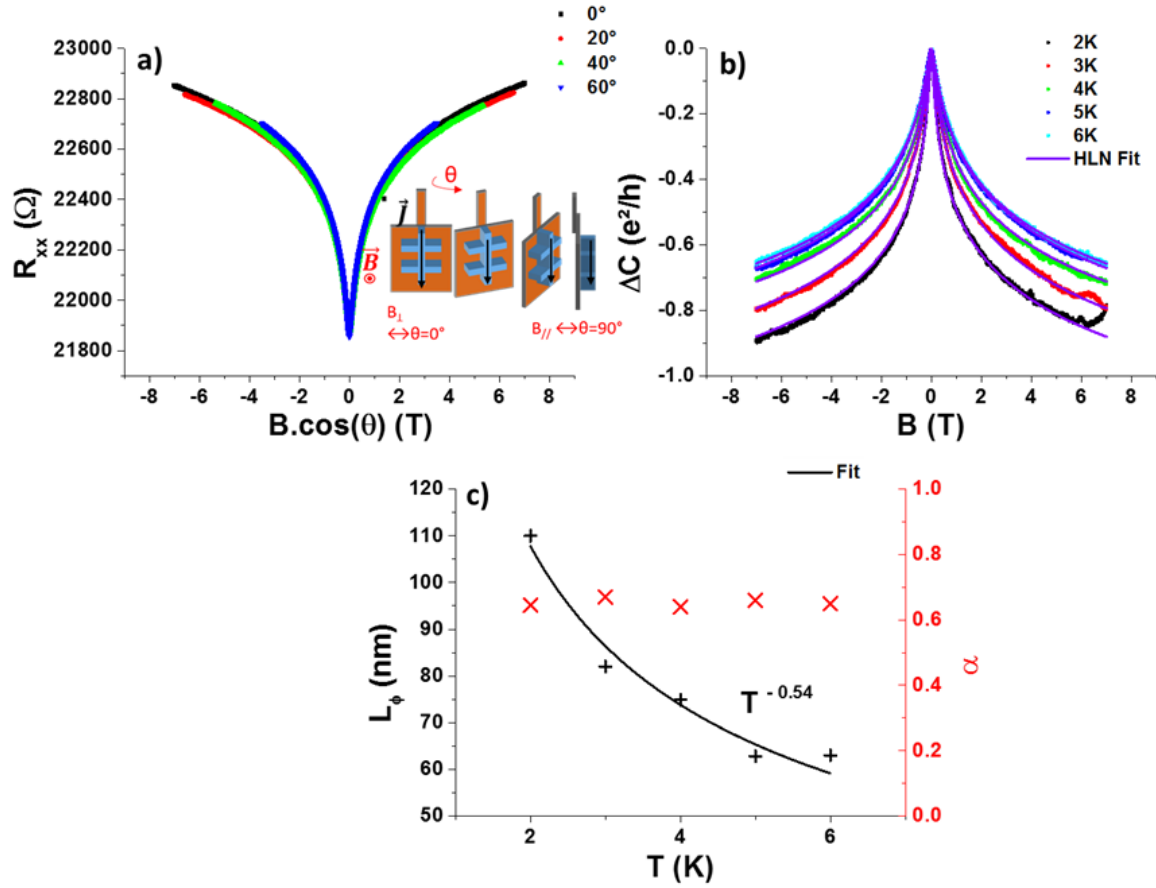 a)
0°
20°
40°
60°
23000
22800
22600
22400
22200
22000
21800
Rxx (Ω)
-8 -6 -4 -2 0 2 4 6 8
B.cos(θ) (T)
θ
j
B
B⊥
↔θ=0°
B// ↔θ=90°
b)
2K
3K
4K
5K
6K
HLN Fit
0.0
-0.2
-0.4
-0.6
-0.8
-1.0
ΔC (e²/h)
-8 -6 -4 -2 0 2 4 6 8
B (T)
c)
Fit
120
110
100
90
80
70
60
50
Lϕ (nm)
T - 0.54
1.0
0.8
0.6
0.4
0.2
0.0
α
2 4 6
T (K)